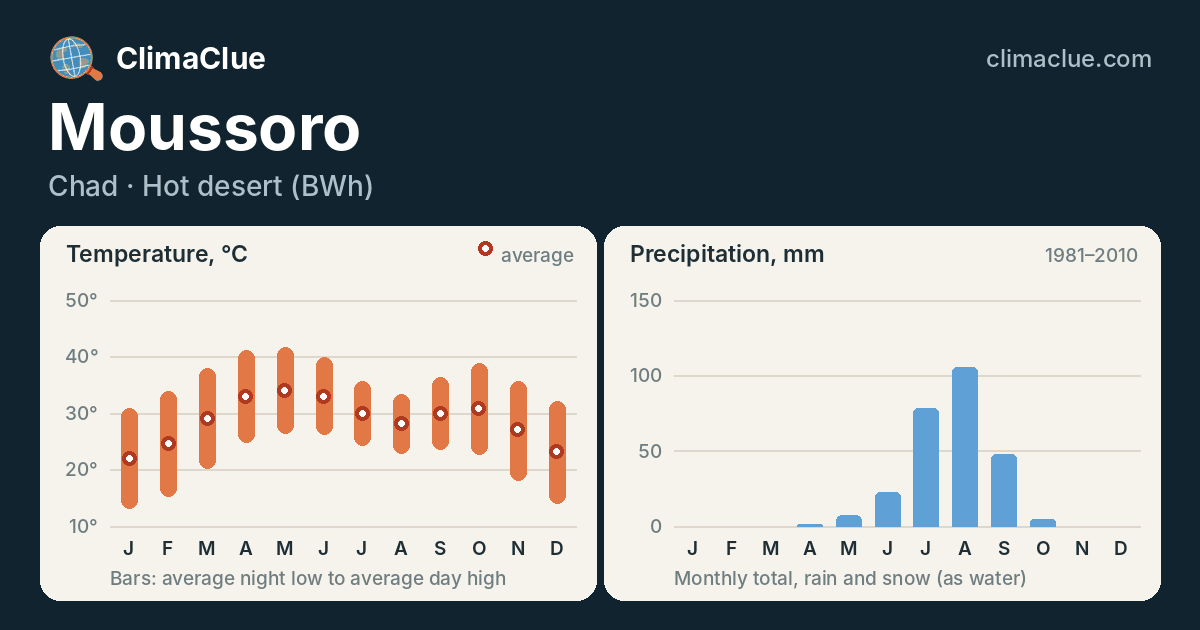 ClimaClue
climaclue.com
Moussoro
Chad · Hot desert (BWh)
Temperature, °C
average
50°
40°
30°
20°
10°
J F M A M J J A S O N D
Bars: average night low to average day high
Precipitation, mm
1981–2010
150
100
50
0
J F M A M J J A S O N D
Monthly total, rain and snow (as water)